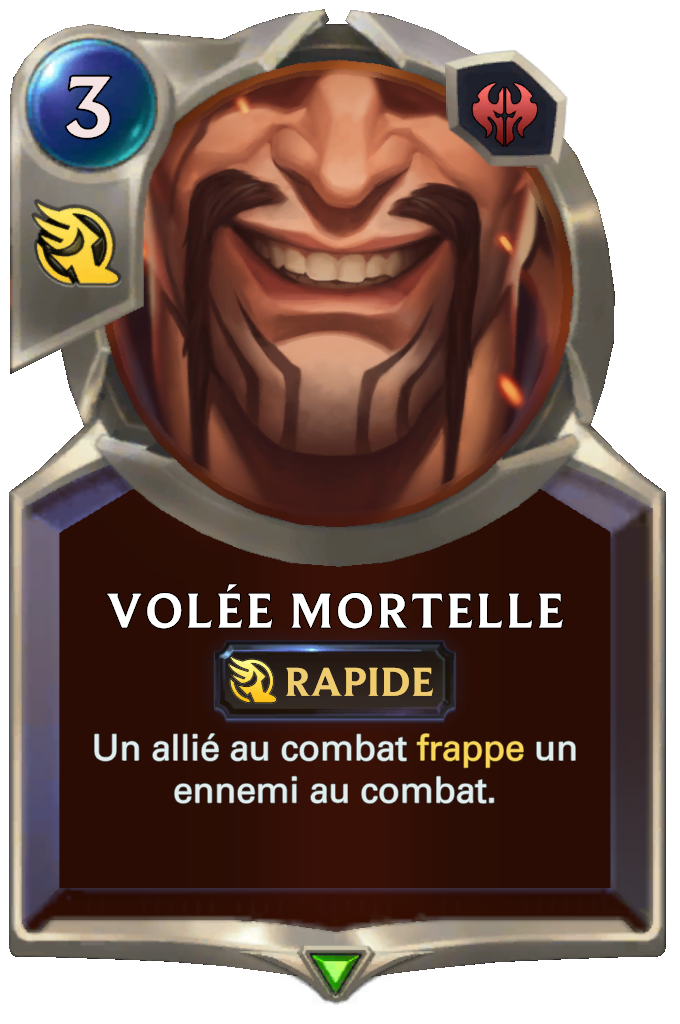 3
VOLÉE MORTELLE
RAPIDE
Un allié au combat frappe un
ennemi au combat.